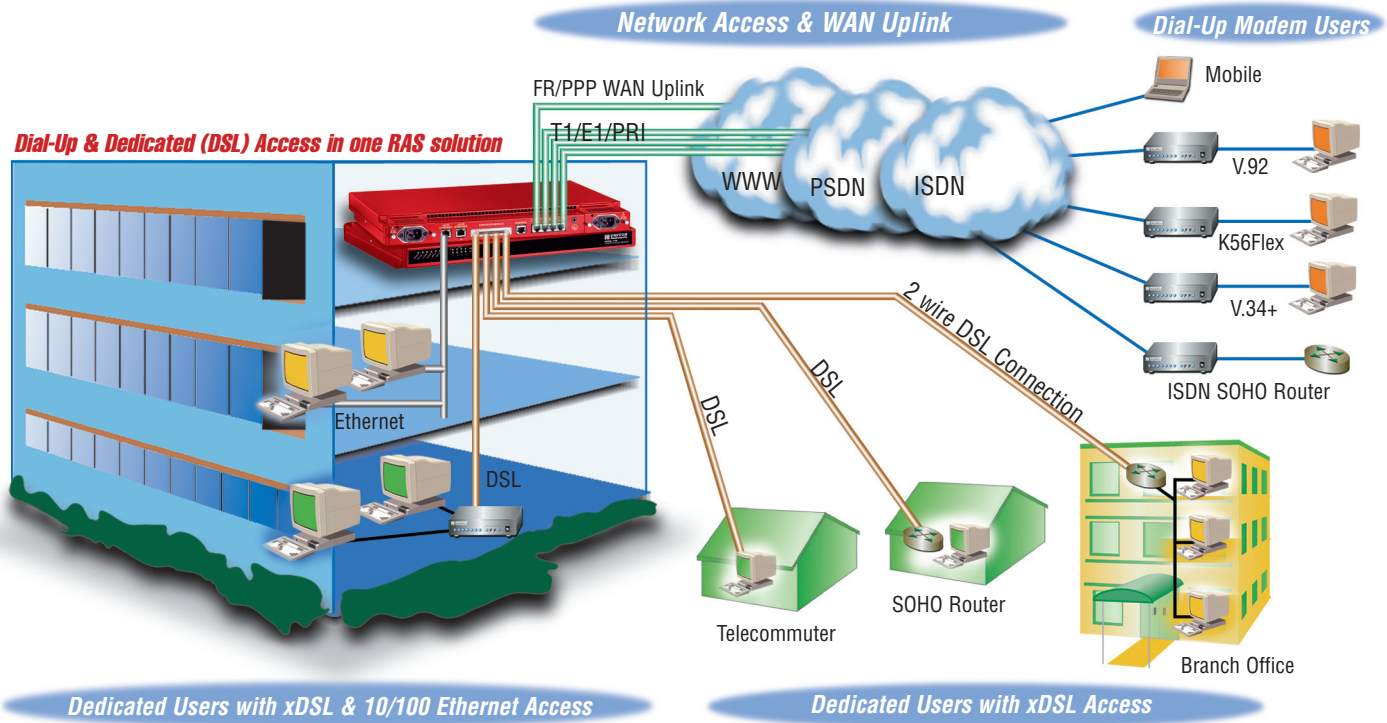 Network Access & WAN Uplink
Dial-Up Modem Users
Mobile
FR/PPP WAN Uplink
T1/E1/PRI
Dial-Up & Dedicated (DSL) Access in one RAS solution
WWW
PSDN
ISDN
V.92
K56Flex
V.34+
ISDN SOHO Router
2 wire DSL Connection
DSL
DSL
Ethernet
DSL
Telecommuter
SOHO Router
Branch Office
Dedicated Users with xDSL & 10/100 Ethernet Access
Dedicated Users with xDSL Access